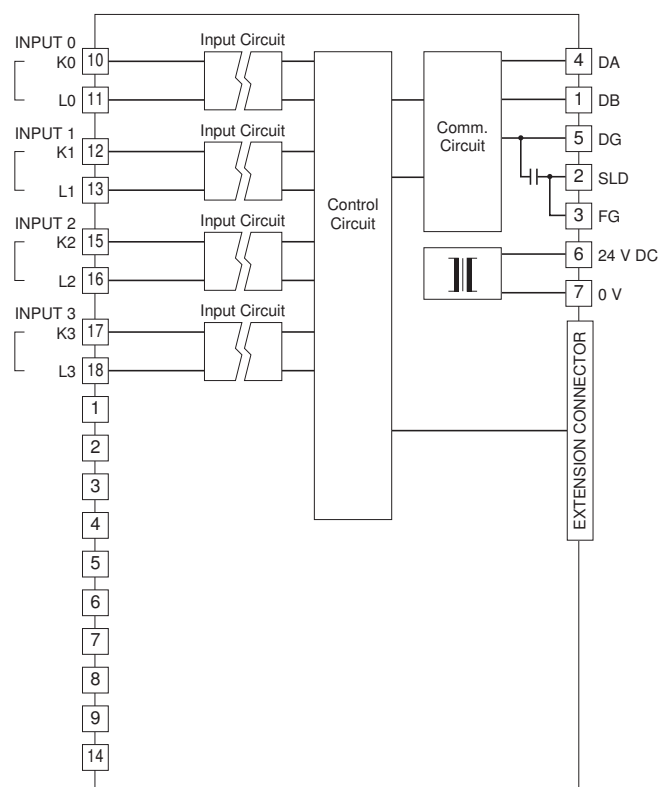 INPUT 0
K0 10
L0 11
INPUT 1
K1 12
L1 13
INPUT 2
K2 15
L2 16
INPUT 3
K3 17
L3 18
1
2
3
4
5
6
7
8
9
14
Input Circuit
Input Circuit
Input Circuit
Input Circuit
Control
Circuit
Comm.
Circuit
4 DA
1 DB
5 DG
2 SLD
3 FG
6 24 V DC
7 0 V
EXTENSION CONNECTOR